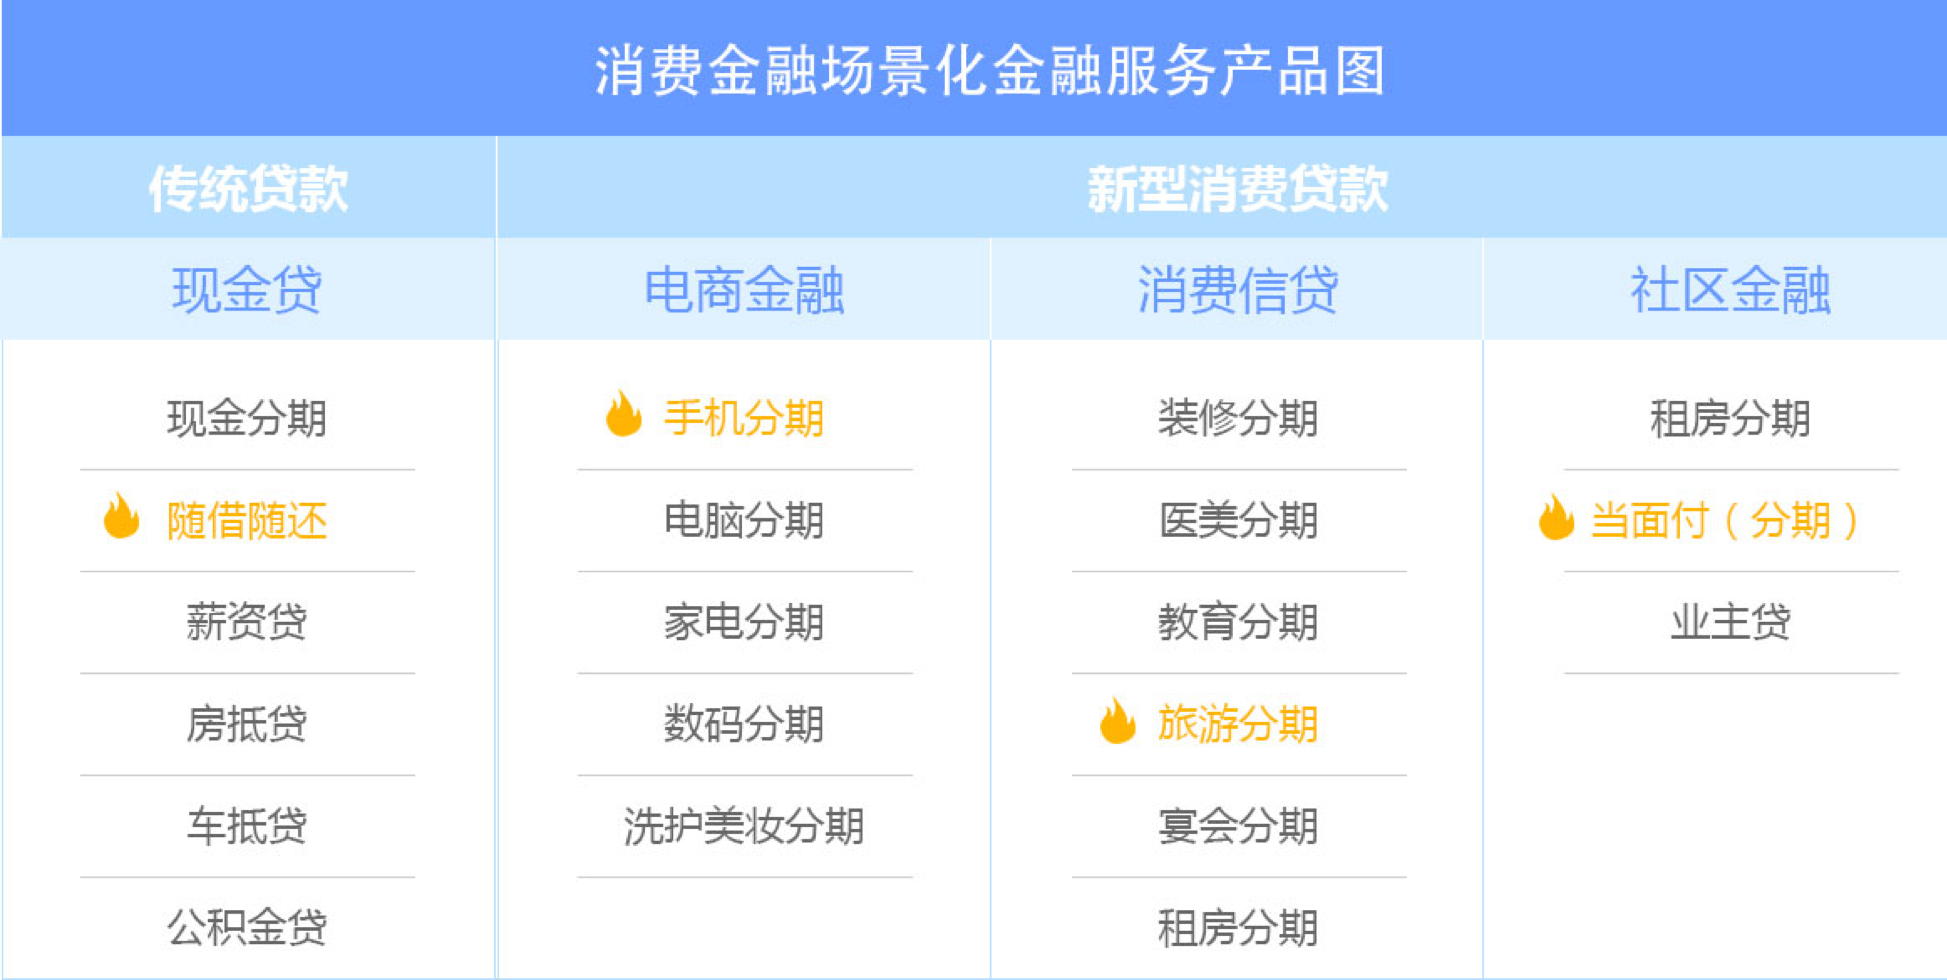 消费金融场景化金融服务产品图
传统贷款
新型消费贷款
现金贷
电商金融
消费信贷
社区金融
现金分期
手机分期
装修分期
租房分期
随借随还
电脑分期
医美分期
当面付（分期）
薪资贷
家电分期
教育分期
业主贷
房抵贷
数码分期
旅游分期
车抵贷
洗护美妆分期
宴会分期
公积金贷
租房分期